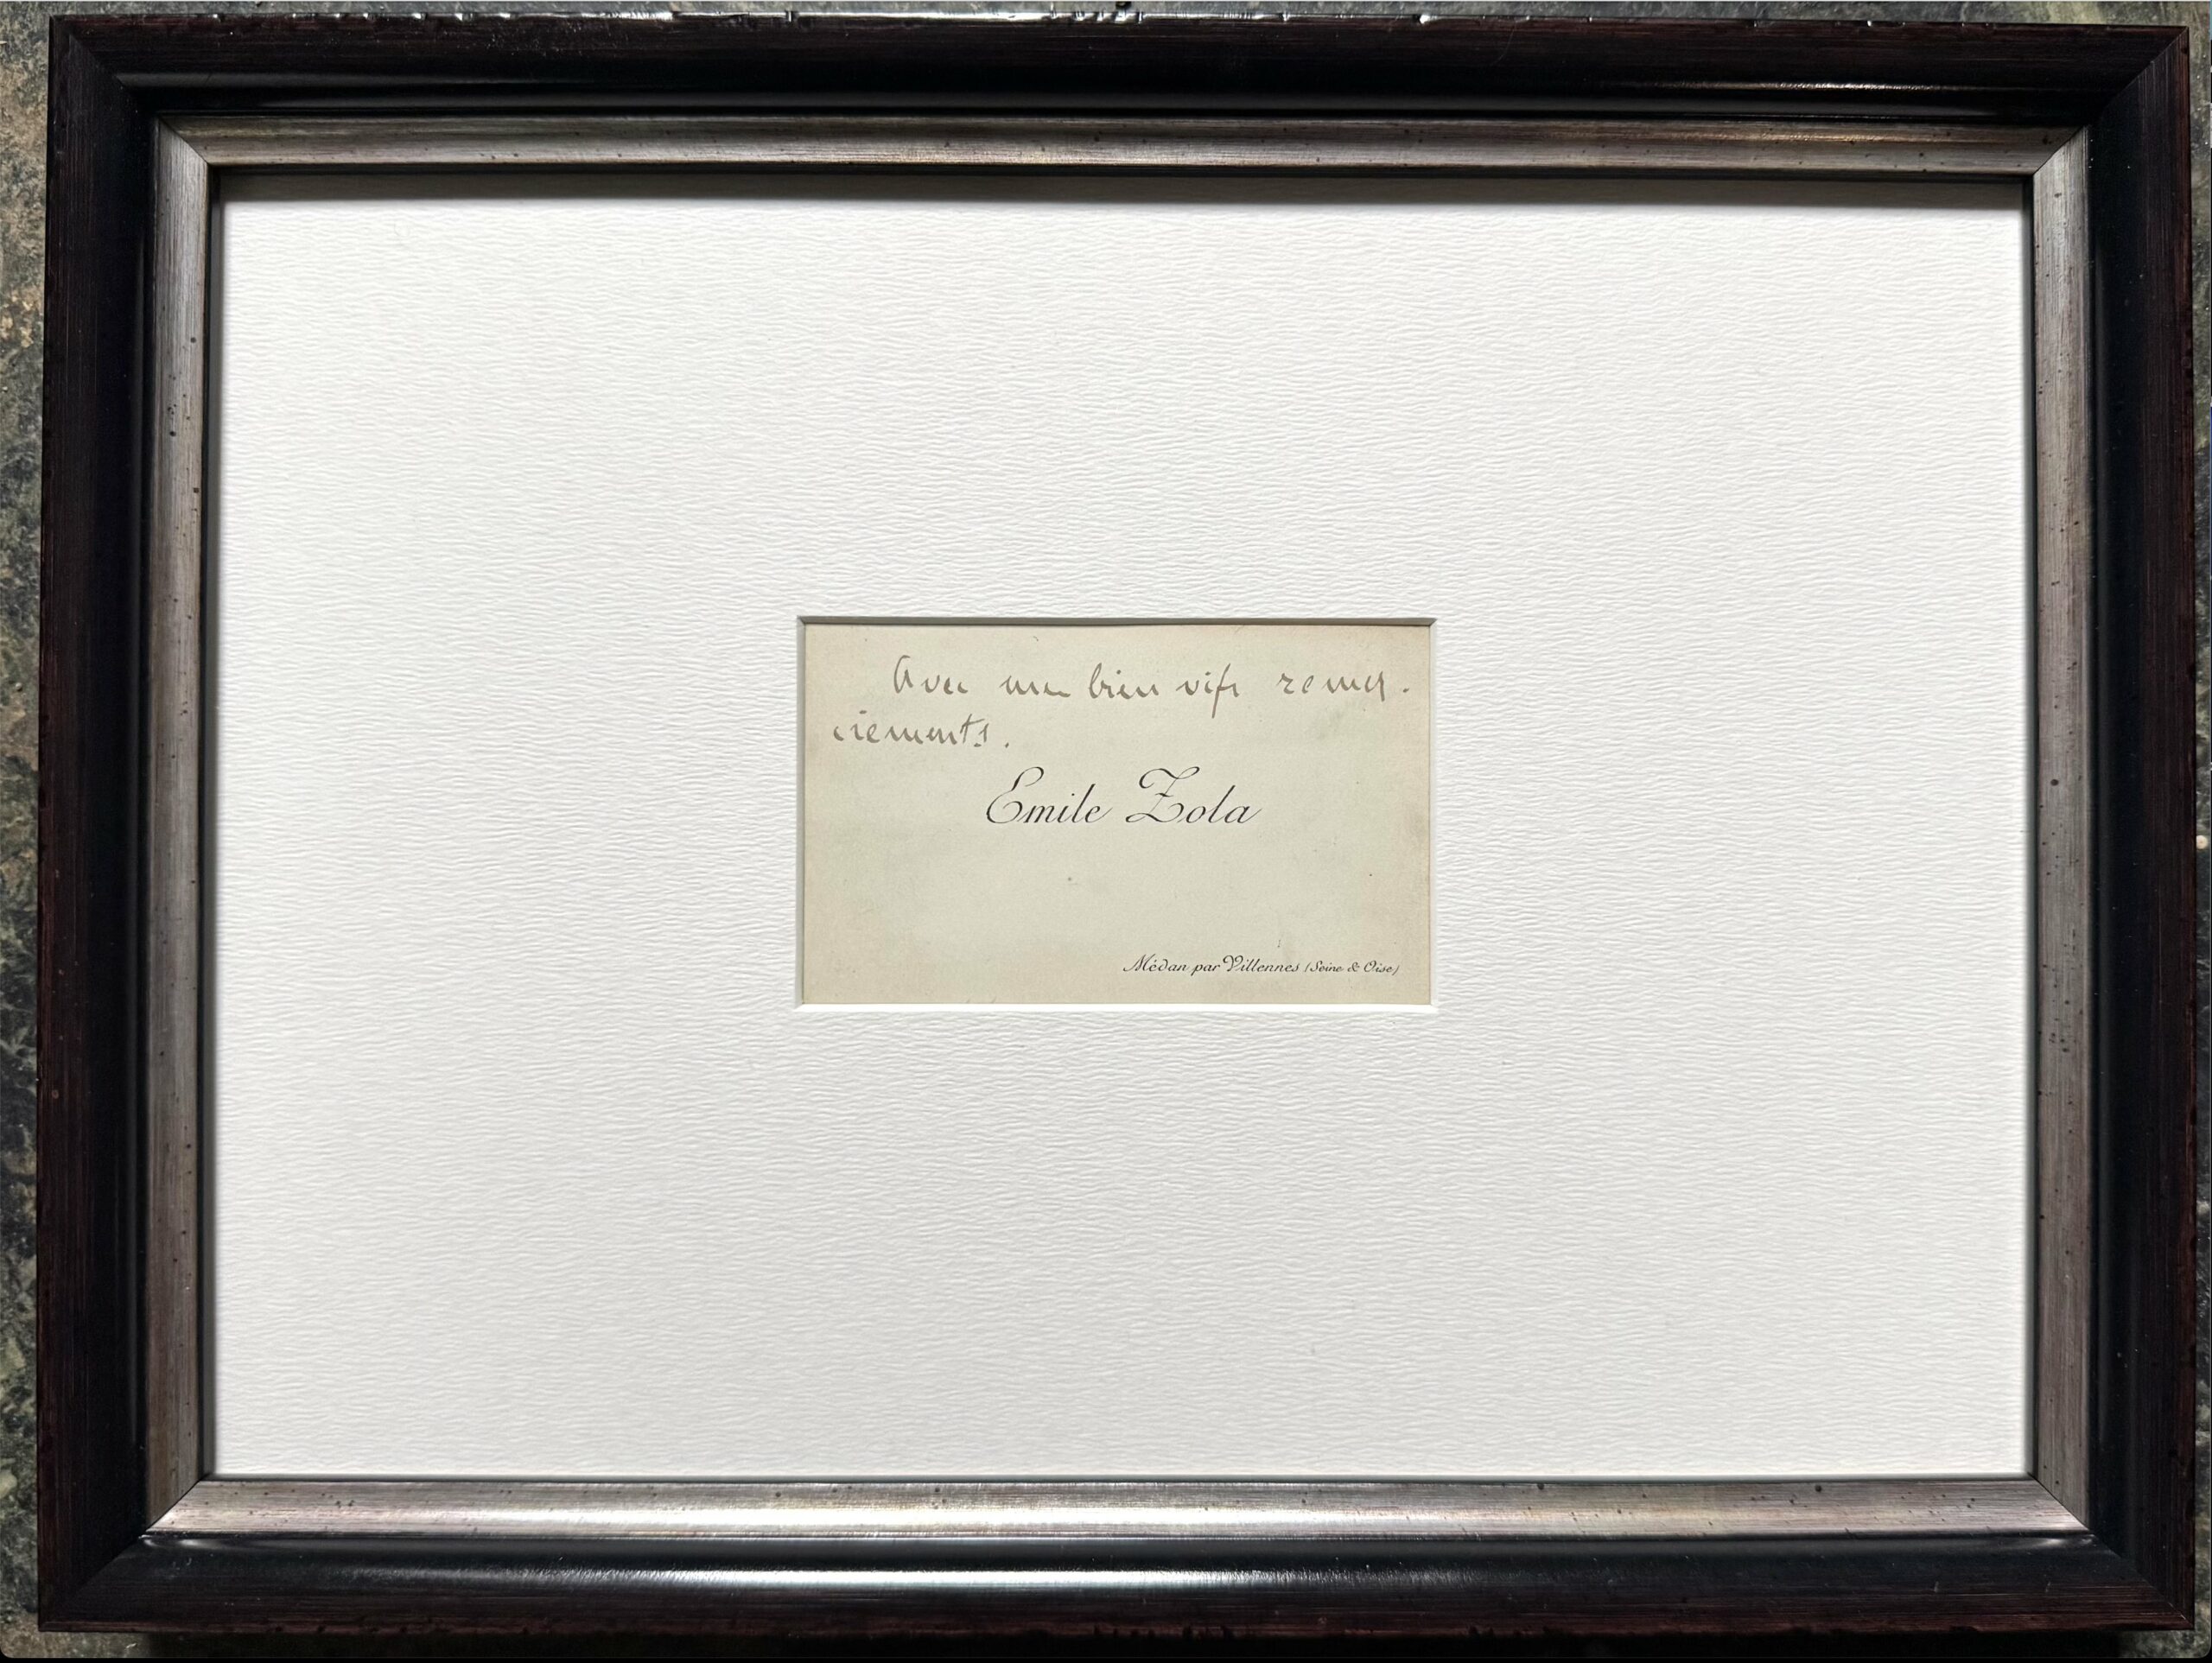 Avec mes bien vifs remer-
ciements.
Emile Zola
Médan par Villennes (Seine & Oise)